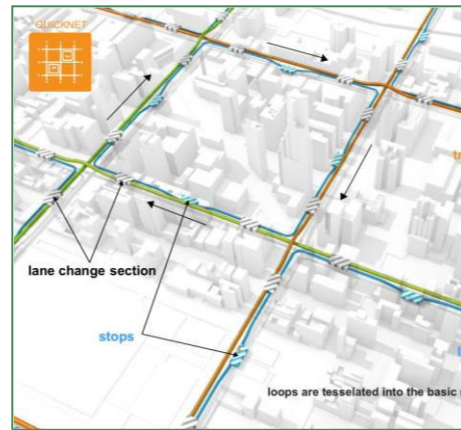 QUICKNET
lane change section
stops
loops are tesselated into the basic